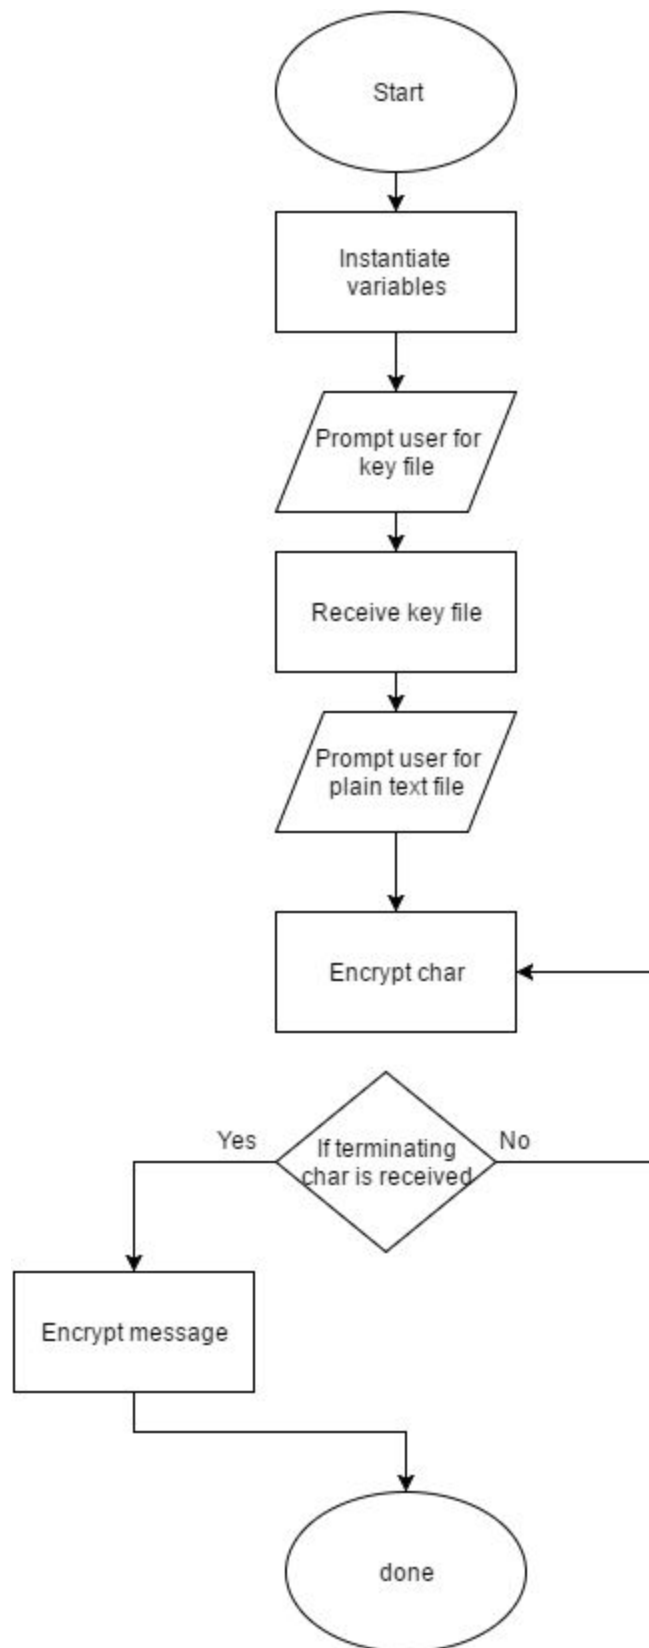 Start
Instantiate
variables
Prompt user for
key file
Receive key file
Prompt user for
plain text file
Encrypt char
Yes
If terminating
char is received
No
Encrypt message
done